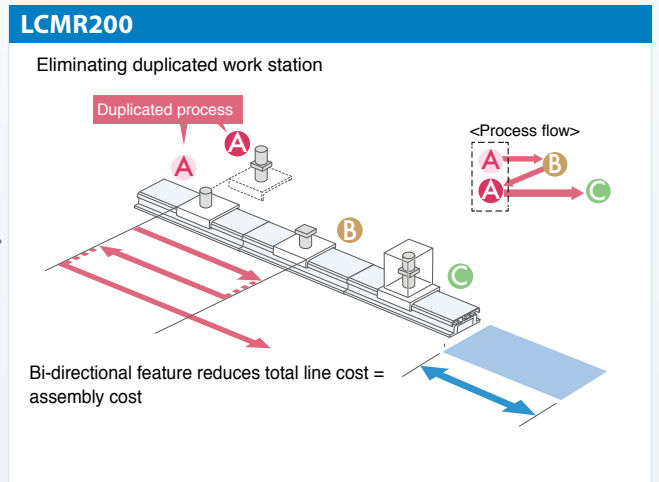 LCMR200
Eliminating duplicated work station
Duplicated process
A
A
<Process flow>
A
B
A
C
B
C
Bi-directional feature reduces total line cost =
assembly cost